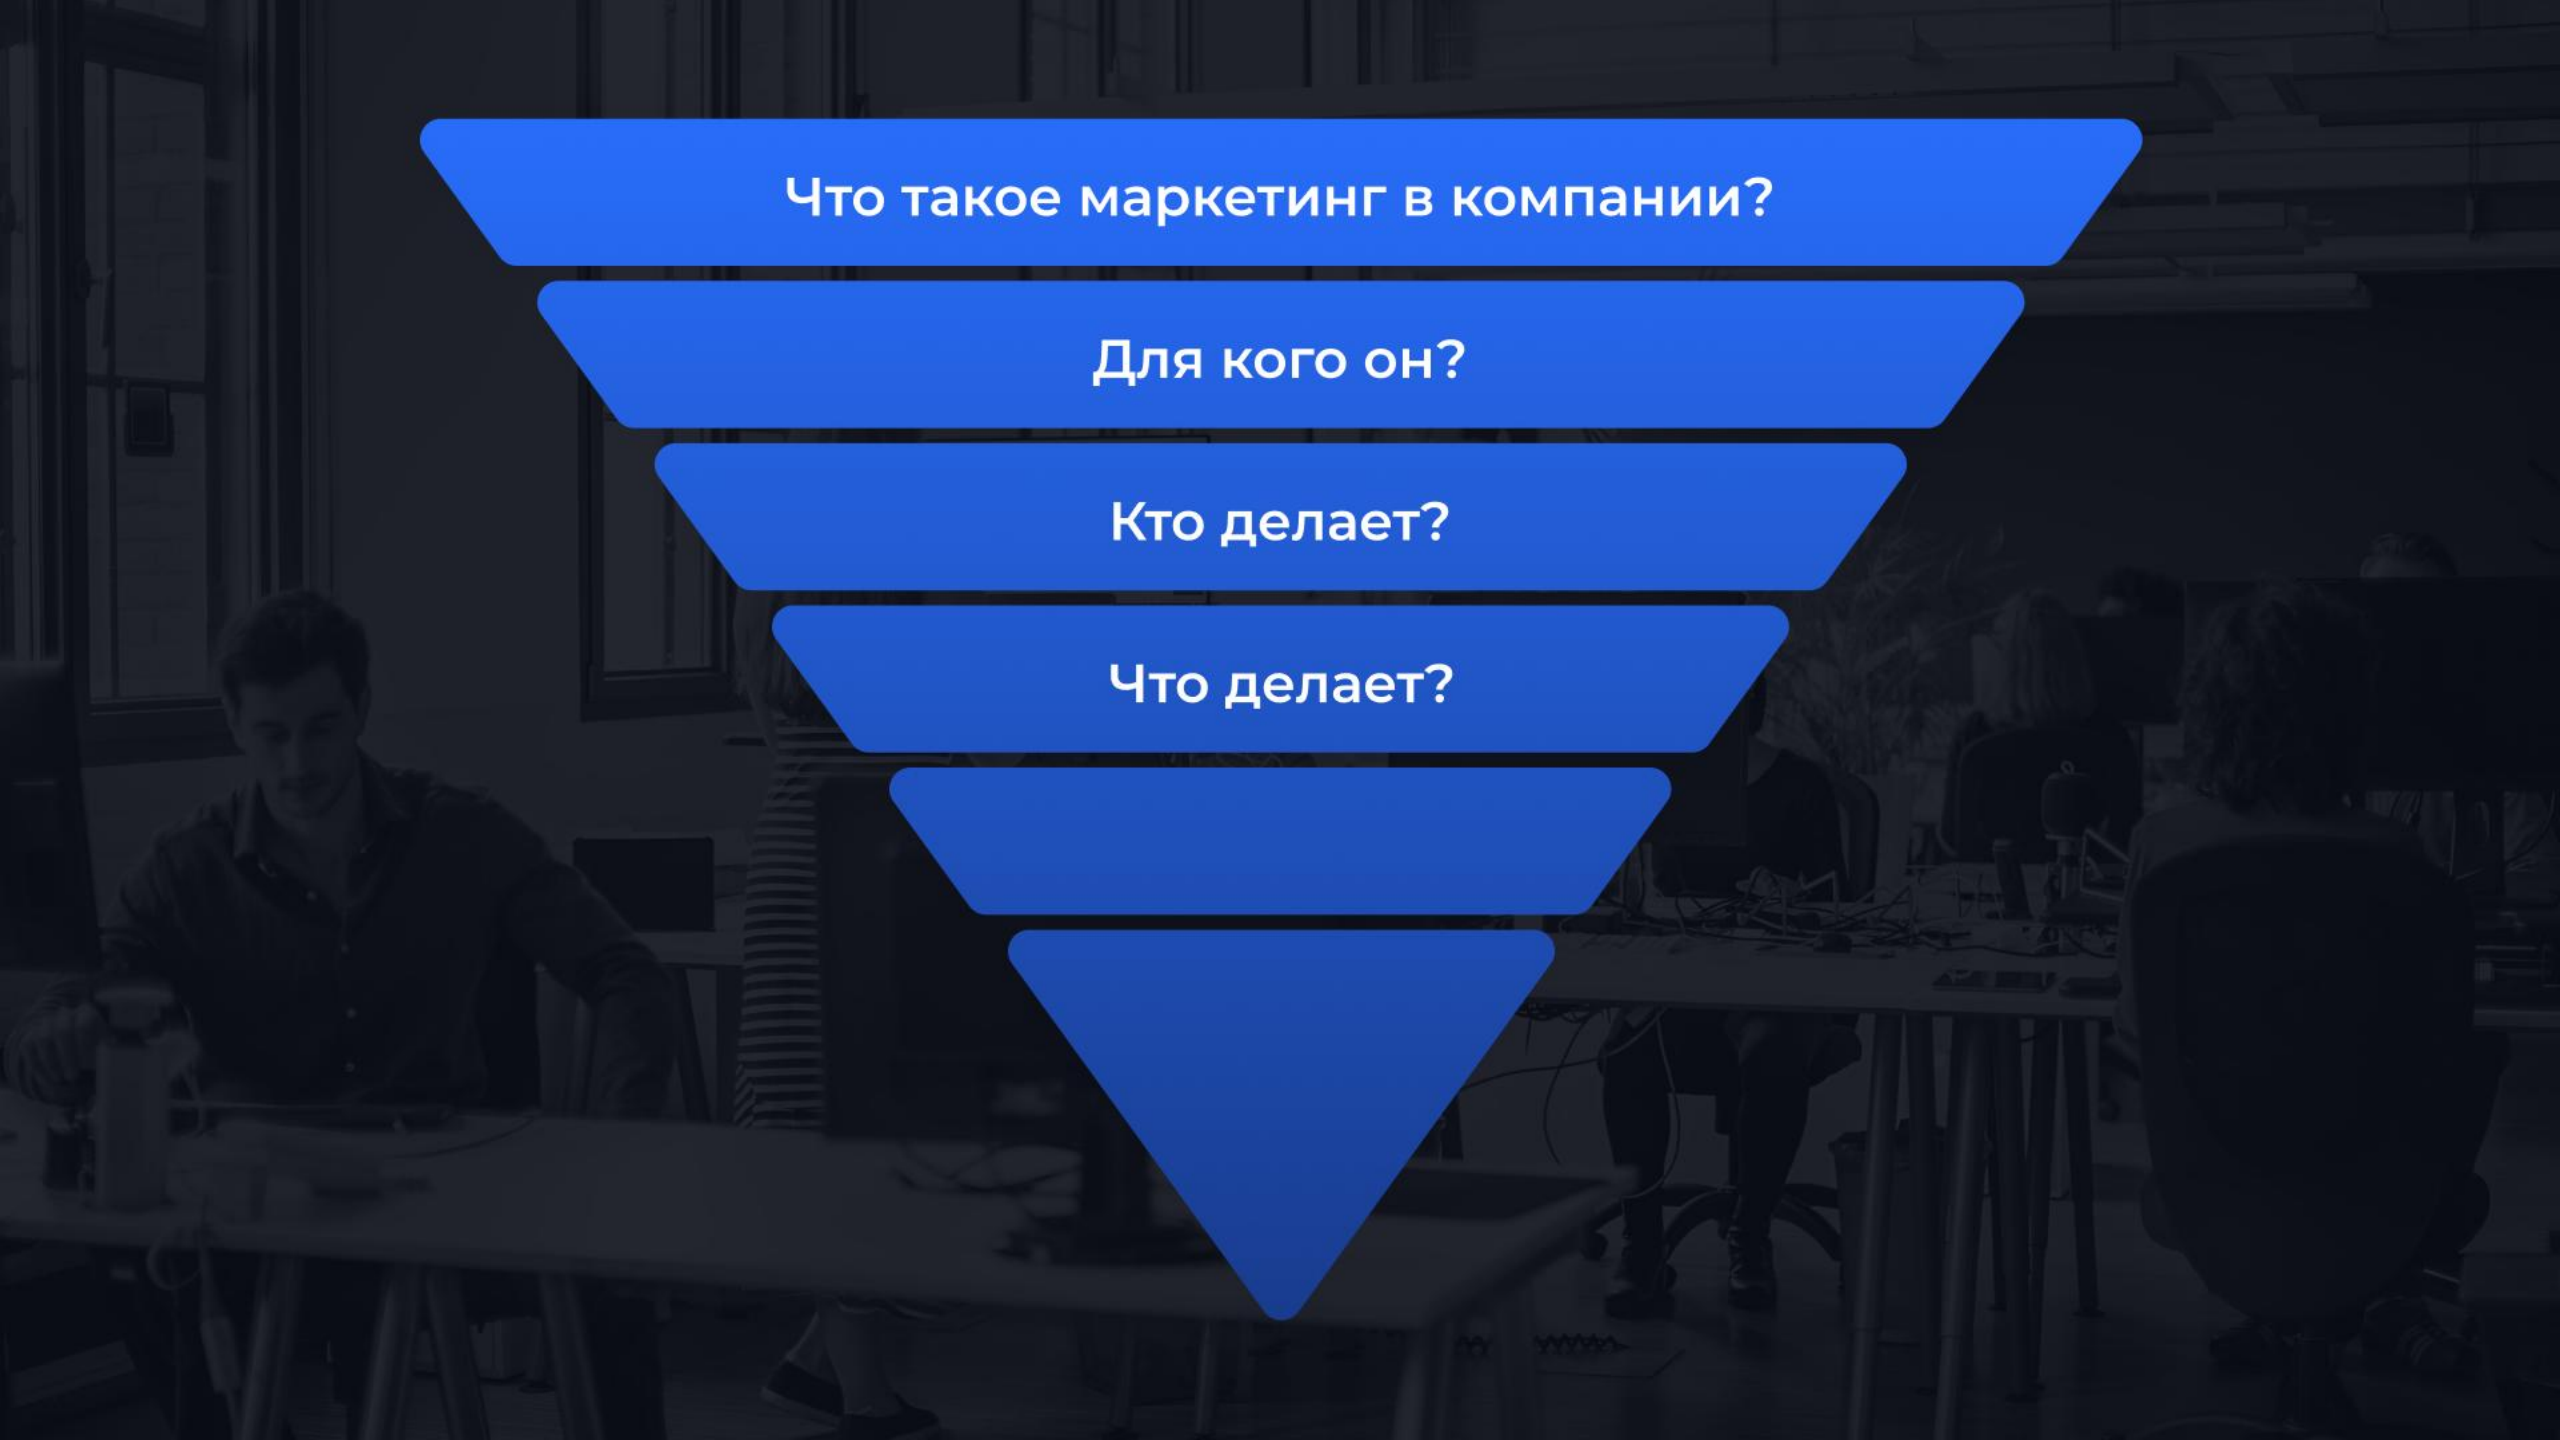 Что такое маркетинг в компании?
Для кого он?
Кто делает?
Что делает?